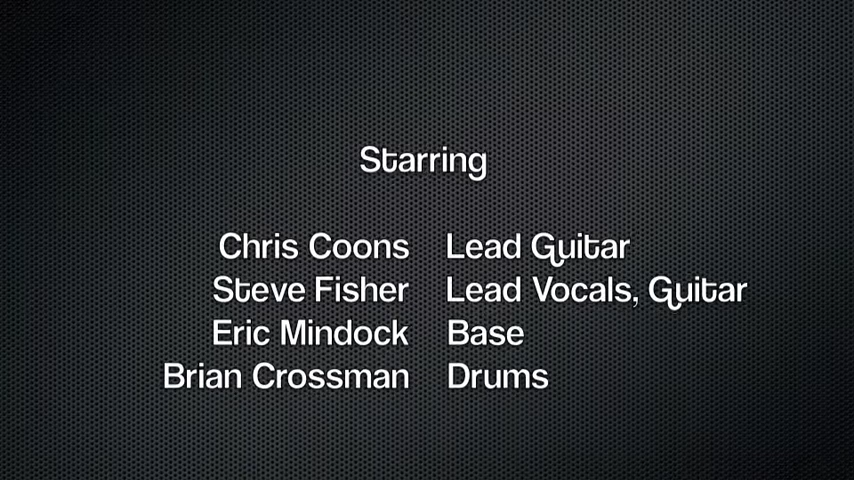 Starring
Chris Coons Lead Guitar
Steve Fisher Lead Vocals, Guitar
Eric Mindock Base
Brian Crossman Drums